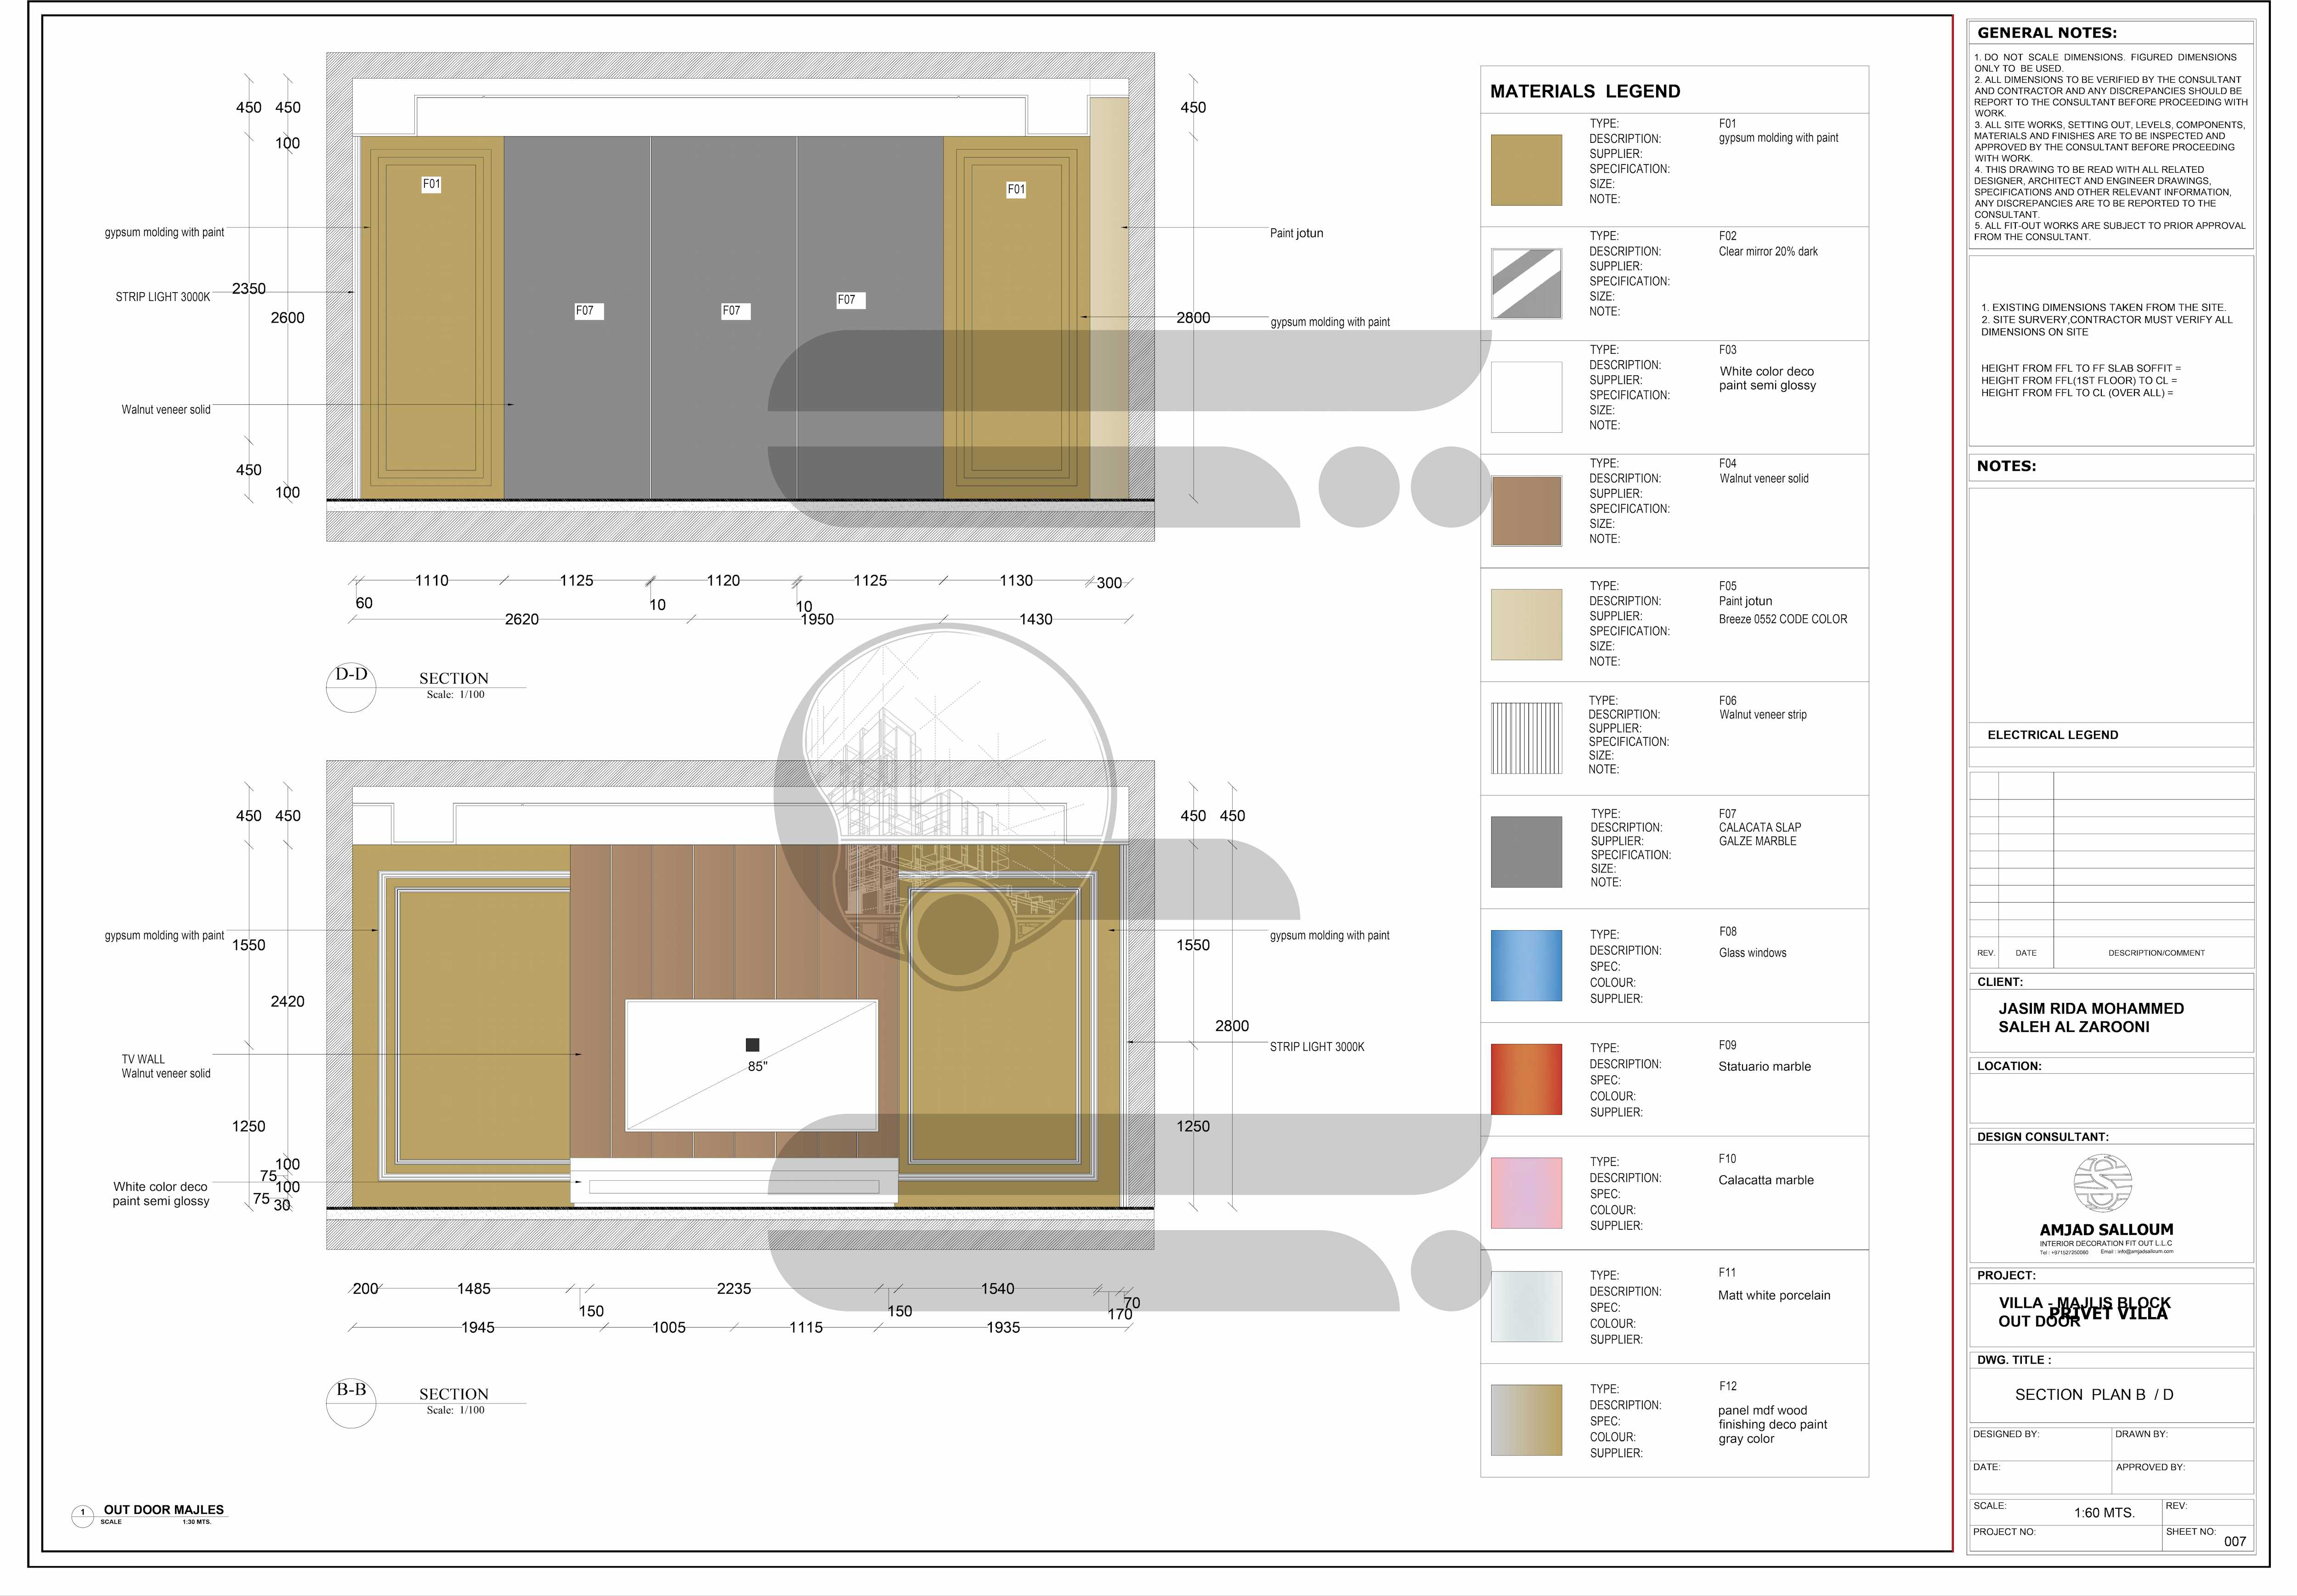 450
450
100
2350
2600
450
100
F01
F07
F07
F07
F01
450
2800
gypsum molding with paint
STRIP LIGHT 3000K
Walnut veneer solid
Paint jotun
gypsum molding with paint
1110
1125
1120
1125
1130
300
60
10
10
2620
1950
1430
D-D
SECTION
Scale: 1/100
450
450
1550
2420
1250
100
75
100
75
30
gypsum molding with paint
TV WALL
Walnut veneer solid
White color deco
paint semi glossy
85"
450
450
1550
2800
1250
gypsum molding with paint
STRIP LIGHT 3000K
200
1485
2235
1540
70
150
150
170
1945
1005
1115
1935
B-B
SECTION
Scale: 1/100
1
OUT DOOR MAJLES
SCALE 1:30 MTS.
MATERIALS LEGEND
TYPE: F01
DESCRIPTION: gypsum molding with paint
SUPPLIER:
SPECIFICATION:
SIZE:
NOTE:
TYPE: F02
DESCRIPTION: Clear mirror 20% dark
SUPPLIER:
SPECIFICATION:
SIZE:
NOTE:
TYPE: F03
DESCRIPTION: White color deco
SUPPLIER: paint semi glossy
SPECIFICATION:
SIZE:
NOTE:
TYPE: F04
DESCRIPTION: Walnut veneer solid
SUPPLIER:
SPECIFICATION:
SIZE:
NOTE:
TYPE: F05
DESCRIPTION: Paint jotun
SUPPLIER: Breeze 0552 CODE COLOR
SPECIFICATION:
SIZE:
NOTE:
TYPE: F06
DESCRIPTION: Walnut veneer strip
SUPPLIER:
SPECIFICATION:
SIZE:
NOTE:
TYPE: F07
DESCRIPTION: CALACATA SLAP
SUPPLIER: GALZE MARBLE
SPECIFICATION:
SIZE:
NOTE:
TYPE: F08
DESCRIPTION: Glass windows
SPEC:
COLOUR:
SUPPLIER:
TYPE: F09
DESCRIPTION: Statuario marble
SPEC:
COLOUR:
SUPPLIER:
TYPE: F10
DESCRIPTION: Calacatta marble
SPEC:
COLOUR:
SUPPLIER:
TYPE: F11
DESCRIPTION: Matt white porcelain
SPEC:
COLOUR:
SUPPLIER:
TYPE: F12
DESCRIPTION: panel mdf wood
SPEC: finishing deco paint
COLOUR: gray color
SUPPLIER:
GENERAL NOTES:
1. DO NOT SCALE DIMENSIONS. FIGURED DIMENSIONS
ONLY TO BE USED.
2. ALL DIMENSIONS TO BE VERIFIED BY THE CONSULTANT
AND CONTRACTOR AND ANY DISCREPANCIES SHOULD BE
REPORT TO THE CONSULTANT BEFORE PROCEEDING WITH
WORK.
3. ALL SITE WORKS, SETTING OUT, LEVELS, COMPONENTS,
MATERIALS AND FINISHES ARE TO BE INSPECTED AND
APPROVED BY THE CONSULTANT BEFORE PROCEEDING
WITH WORK.
4. THIS DRAWING TO BE READ WITH ALL RELATED
DESIGNER, ARCHITECT AND ENGINEER DRAWINGS,
SPECIFICATIONS AND OTHER RELEVANT INFORMATION,
ANY DISCREPANCIES ARE TO BE REPORTED TO THE
CONSULTANT.
5. ALL FIT-OUT WORKS ARE SUBJECT TO PRIOR APPROVAL
FROM THE CONSULTANT.
1. EXISTING DIMENSIONS TAKEN FROM THE SITE.
2. SITE SURVERY,CONTRACTOR MUST VERIFY ALL
DIMENSIONS ON SITE
HEIGHT FROM FFL TO FF SLAB SOFFIT =
HEIGHT FROM FFL(1ST FLOOR) TO CL =
HEIGHT FROM FFL TO CL (OVER ALL) =
NOTES:
ELECTRICAL LEGEND
REV. DATE DESCRIPTION/COMMENT
CLIENT:
JASIM RIDA MOHAMMED
SALEH AL ZAROONI
LOCATION:
DESIGN CONSULTANT:
AMJAD SALLOUM
INTERIOR DECORATION FIT OUT L.L.C
Tel : +971527250080 Email : info@amjadsalloum.com
PROJECT:
VILLA - MAJLIS BLOCK
PRIVET VILLA
OUT DOOR
DWG. TITLE :
SECTION PLAN B / D
DESIGNED BY: DRAWN BY:
DATE: APPROVED BY:
SCALE: 1:60 MTS. REV:
PROJECT NO: SHEET NO: 007